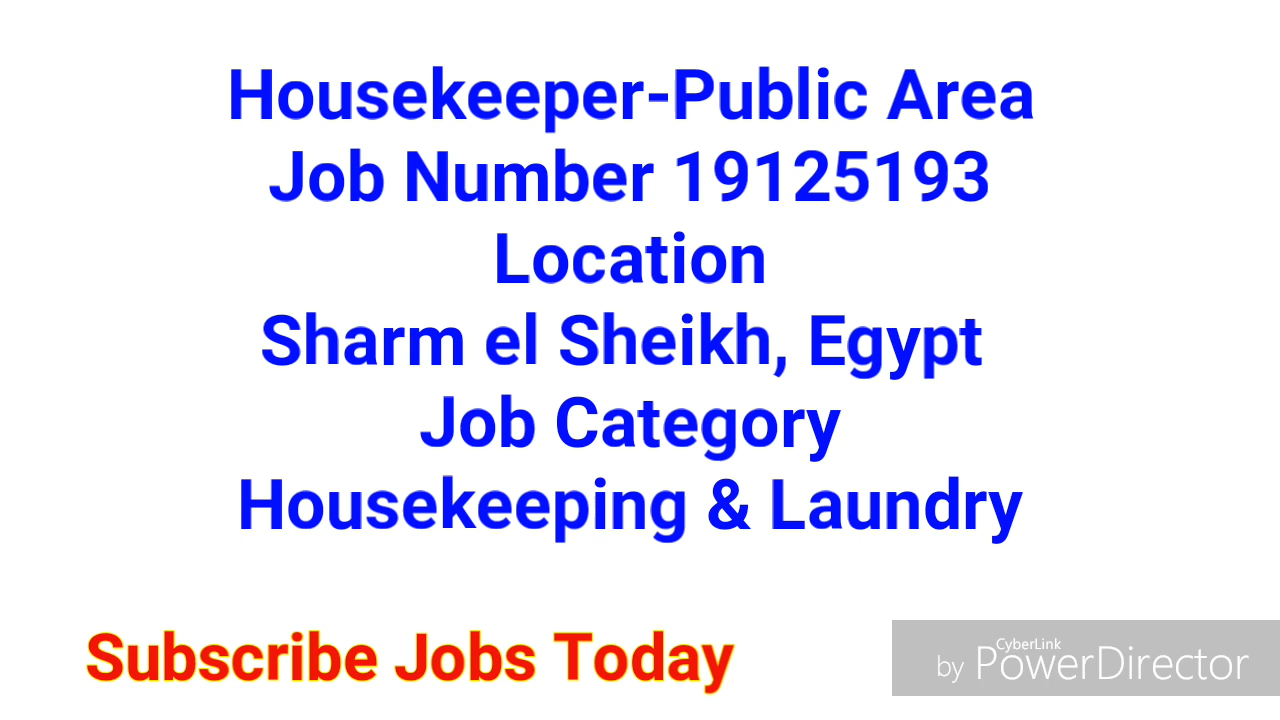 Housekeeper-Public Area
Job Number 19125193
Location
Sharm el Sheikh, Egypt
Job Category
Housekeeping & Laundry
Subscribe Jobs Today
CyberLink
by PowerDirector